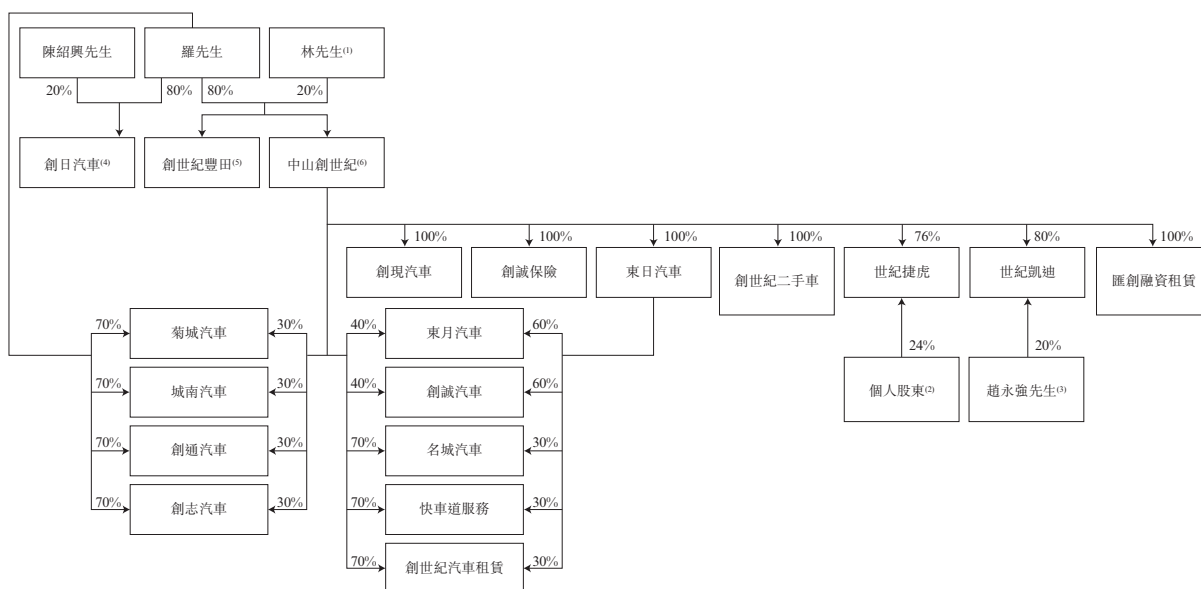 陳紹興先生
羅先生
林先生(1)
20%
80%
80%
20%
創日汽車(4)
創世紀豐田(5)
中山創世紀(6)
100%
100%
100%
100%
76%
80%
100%
創現汽車
創誠保險
東日汽車
創世紀二手車
世紀捷虎
世紀凱迪
匯創融資租賃
24%
20%
個人股東(2)
趙永強先生(3)
70%
菊城汽車
30%
40%
東月汽車
60%
70%
城南汽車
30%
40%
創誠汽車
60%
70%
創通汽車
30%
70%
名城汽車
30%
70%
創志汽車
30%
70%
快車道服務
30%
70%
創世紀汽車租賃
30%